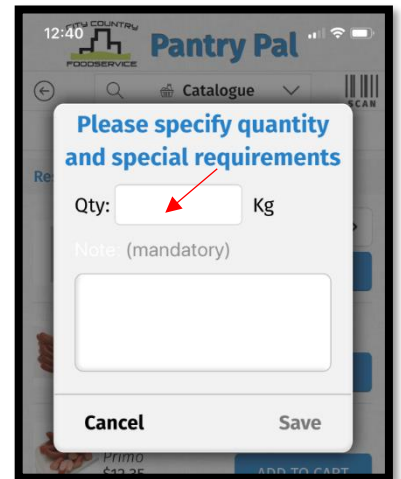 12:40
CITY COUNTRY
FOODSERVICE
Pantry Pal
Catalogue
SCAN
Please specify quantity
and special requirements
Re
Qty:
Kg
Note: (mandatory)
Cancel
Save
Primo
$12.35
ADD TO CART